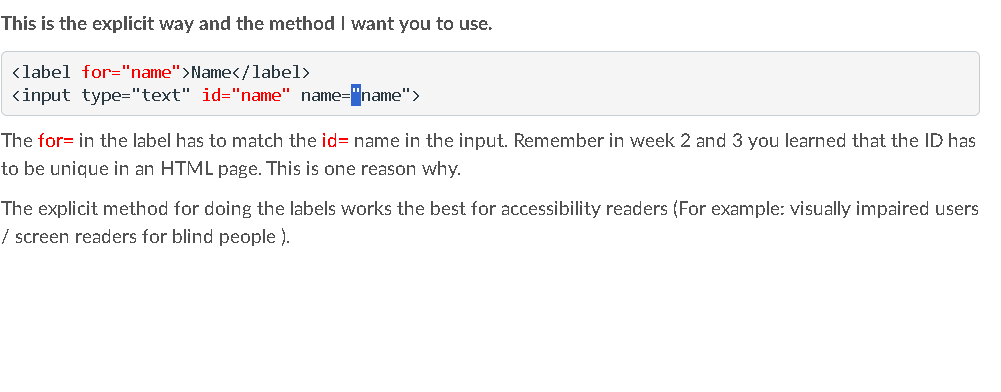 This is the explicit way and the method I want you to use.
<label for="name">Name</label>
<input type="text" id="name" name="name">
The for= in the label has to match the id= name in the input. Remember in week 2 and 3 you learned that the ID has
to be unique in an HTML page. This is one reason why.
The explicit method for doing the labels works the best for accessibility readers (For example: visually impaired users
/ screen readers for blind people ).